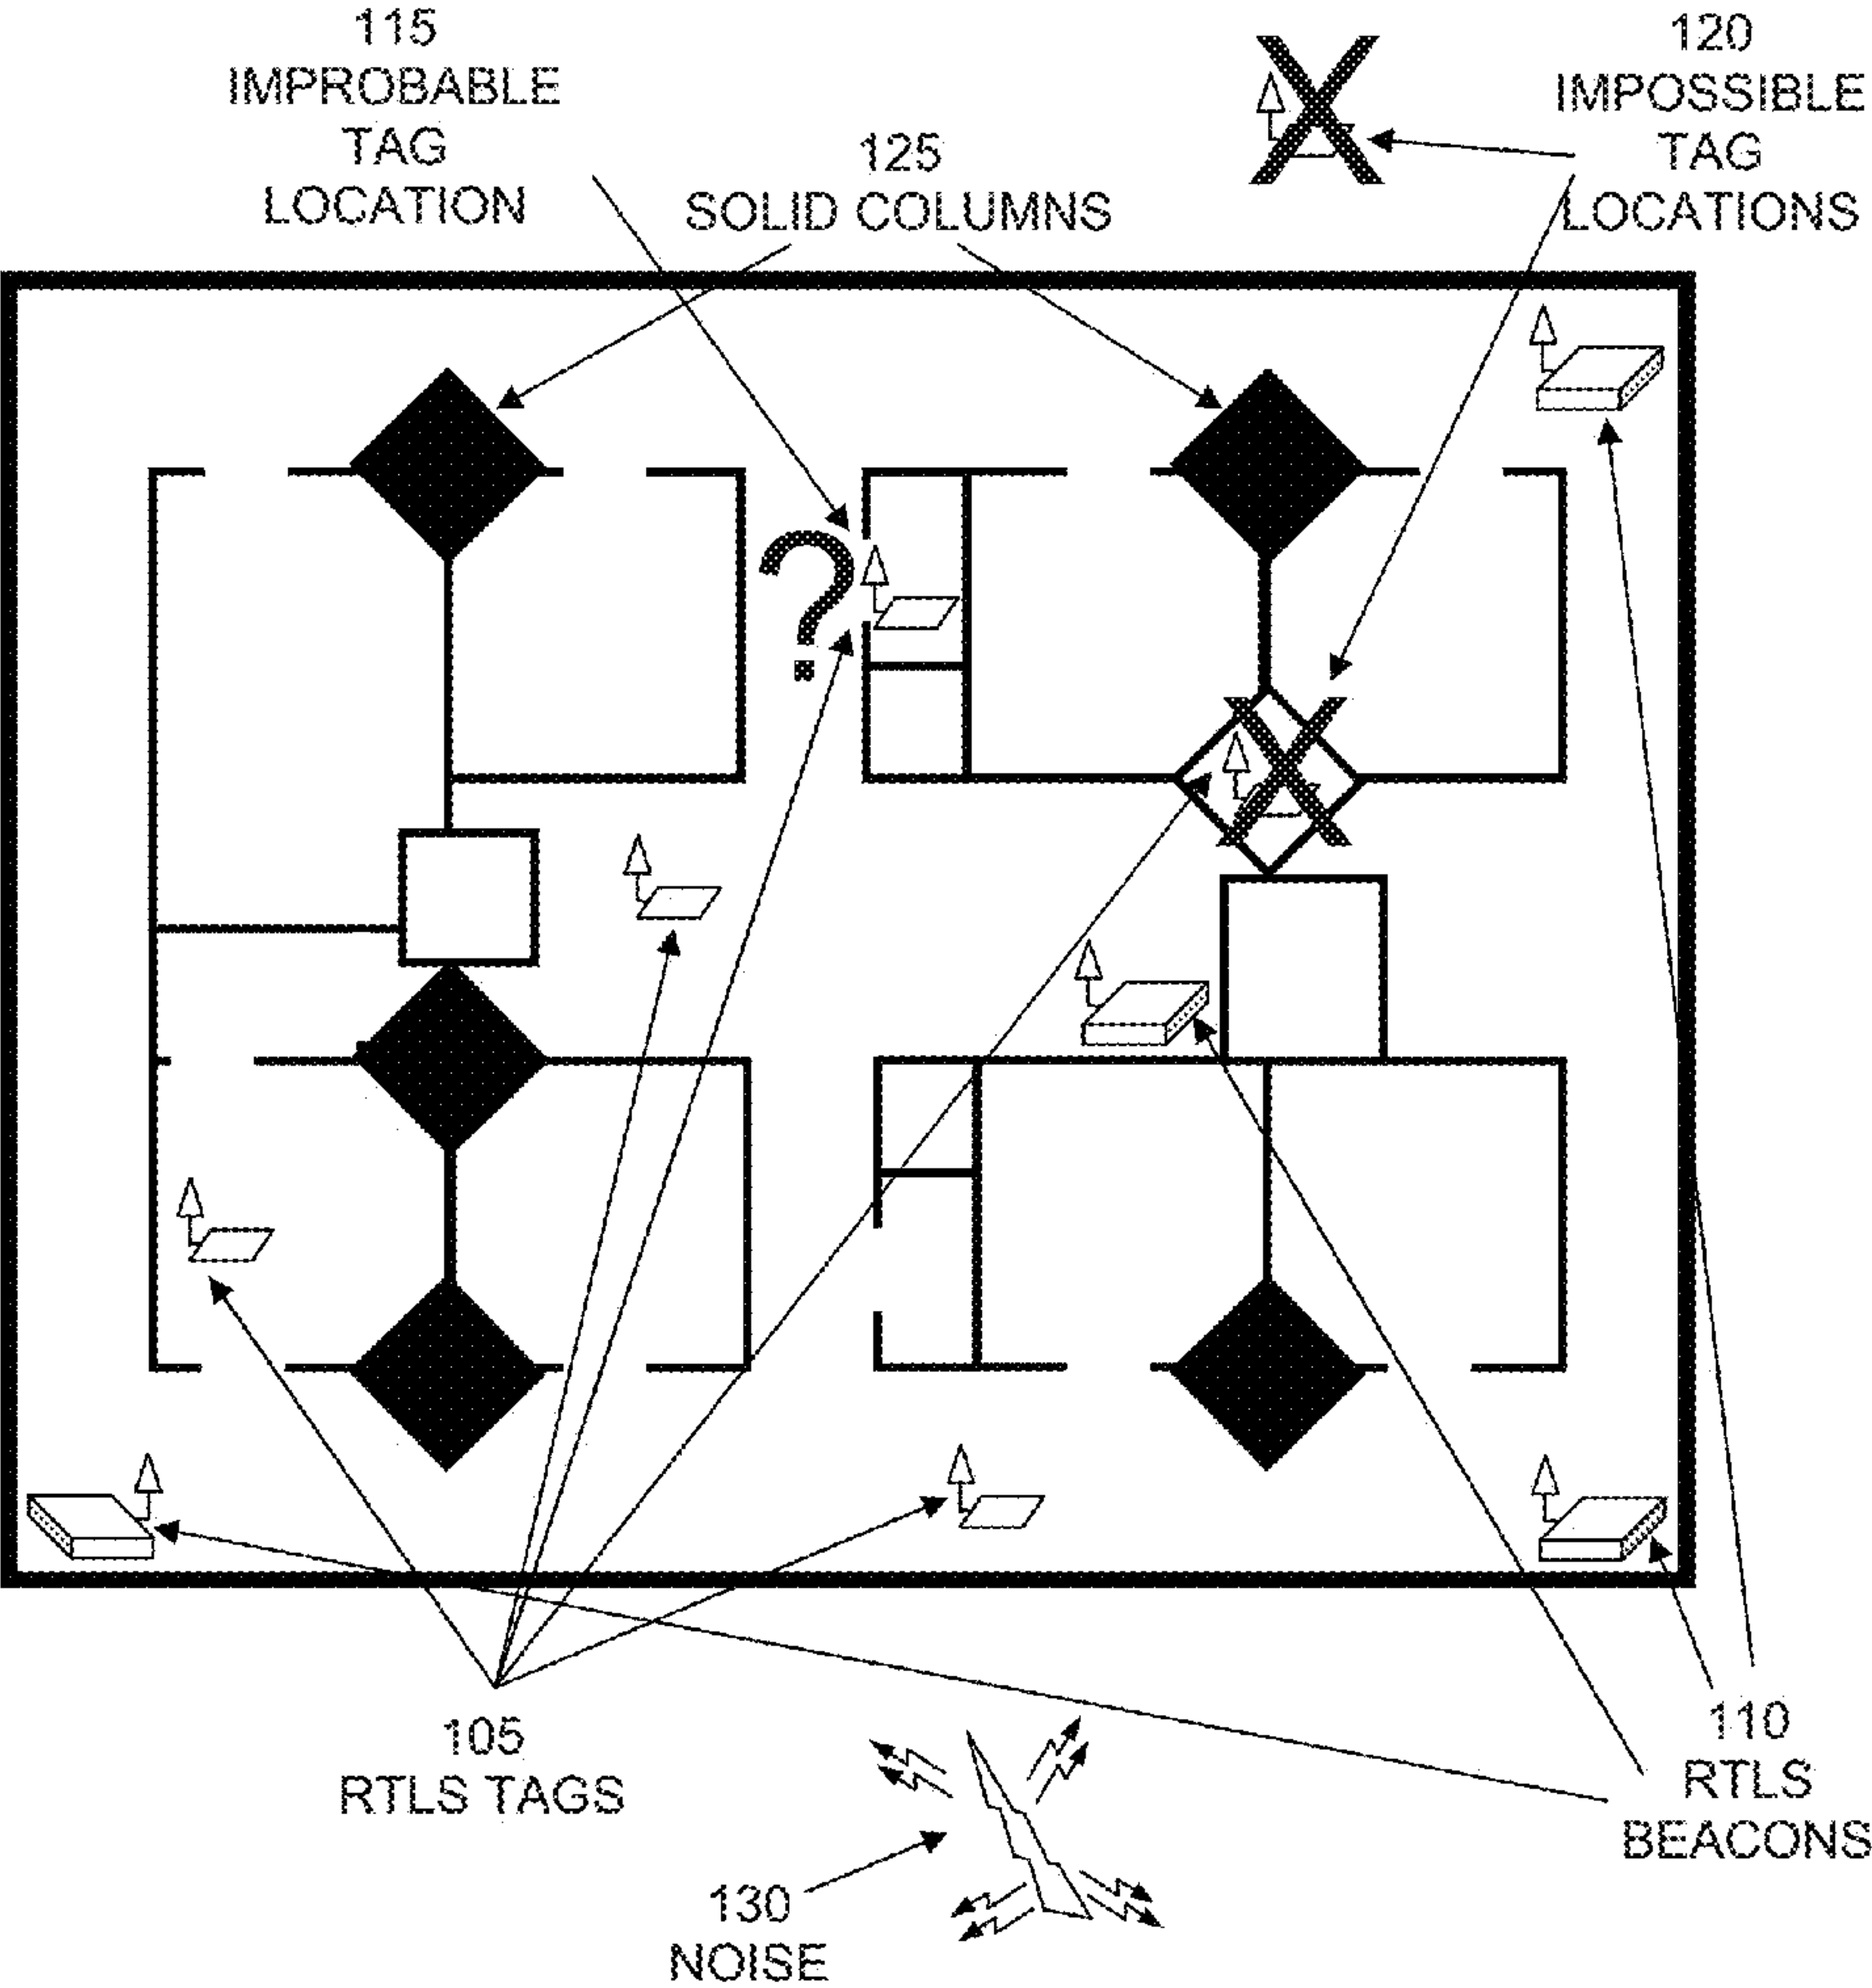 115
IMPROBABLE
TAG
LOCATION
125
SOLID COLUMNS
X
120
IMPOSSIBLE
TAG
LOCATIONS
?
X
105
RTLS TAGS
110
RTLS
BEACONS
130
NOISE